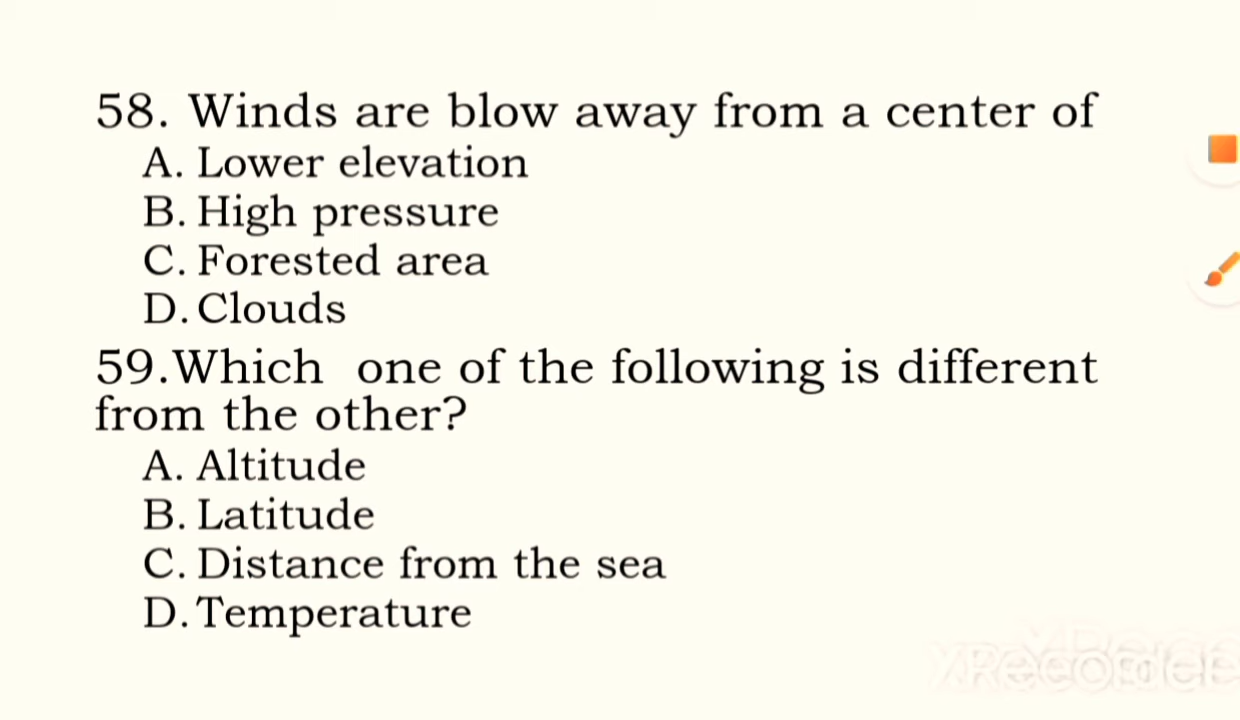 58. Winds are blow away from a center of
A. Lower elevation
B. High pressure
C. Forested area
D. Clouds
59.Which one of the following is different
from the other?
A. Altitude
B. Latitude
C. Distance from the sea
D. Temperature